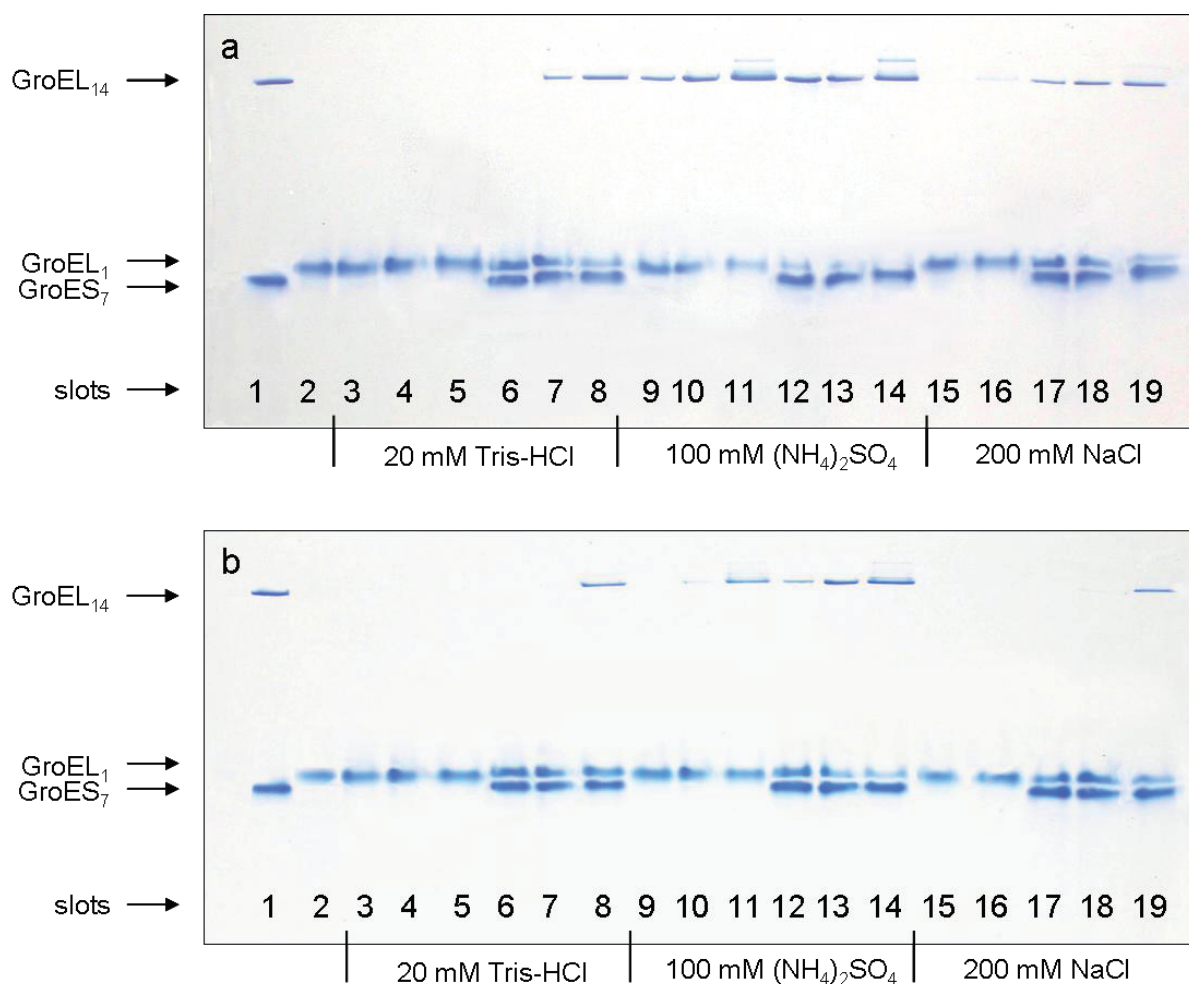 a
GroEL₁₄
GroEL₁
GroES₇
slots 1 2 3 4 5 6 7 8 9 10 11 12 13 14 15 16 17 18 19
20 mM Tris-HCl 100 mM (NH₄)₂SO₄ 200 mM NaCl
b
GroEL₁₄
GroEL₁
GroES₇
slots 1 2 3 4 5 6 7 8 9 10 11 12 13 14 15 16 17 18 19
20 mM Tris-HCl 100 mM (NH₄)₂SO₄ 200 mM NaCl